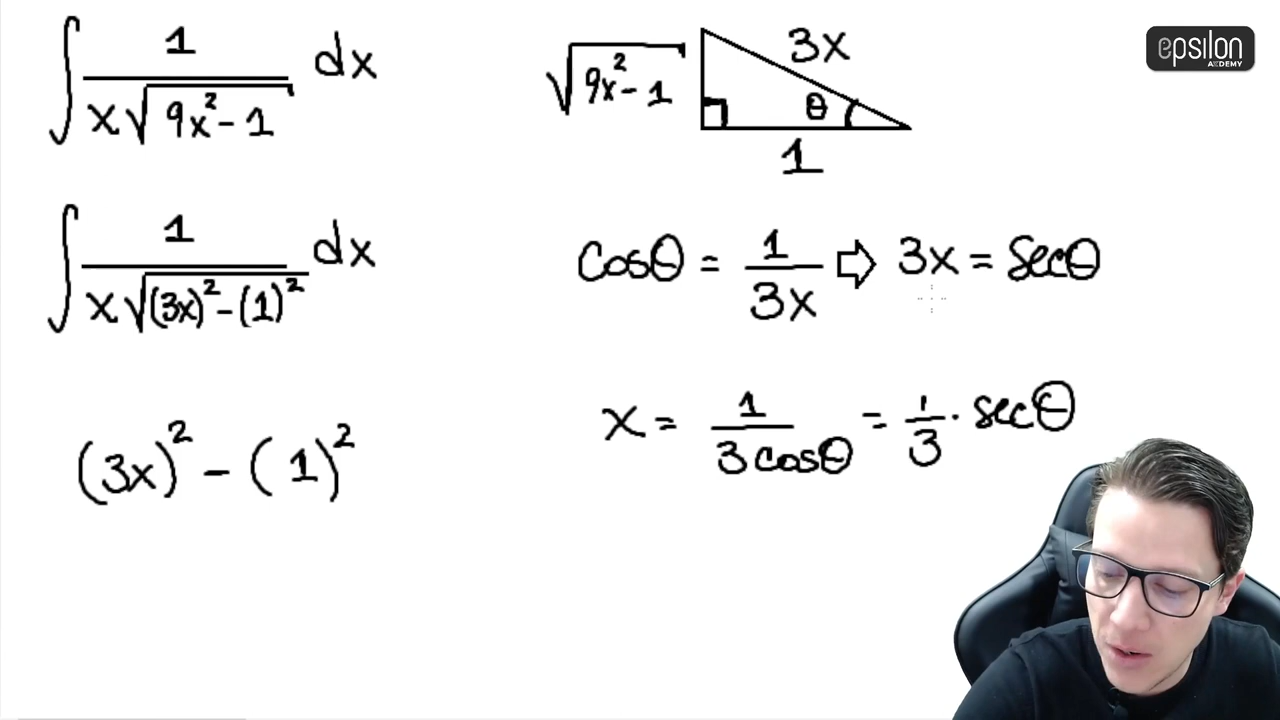 ∫ 1 / (x√(9x² - 1)) dx
∫ 1 / (x√((3x)² - (1)²)) dx
(3x)² - (1)²
√(9x² - 1)
3x
θ
1
cosθ = 1 / 3x ⇨ 3x = secθ
x = 1 / 3cosθ = 1/3 · secθ
epsilon
AXDEMY